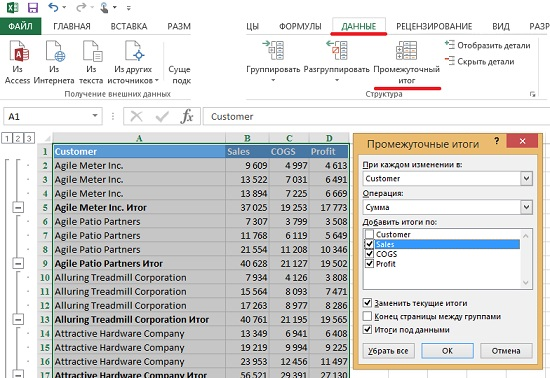 ЦЫ ФОРМУЛЫ ДАННЫЕ РЕЦЕНЗИРОВАНИЕ ВИД
ФАЙЛ ГЛАВНАЯ ВСТАВКА РАЗМ РАЗР
Из Access
Из Интернета
Из текста
Из других источников
Суще подк
Получение внешних данных
Группировать
Разгруппировать
Промежуточный итог
Отобразить детали
Скрыть детали
Структура
A1 fx Customer
1 2 3
A B C D
1 Customer Sales COGS Profit
2 Agile Meter Inc. 9 609 4 997 4 613
3 Agile Meter Inc. 13 522 7 031 6 491
4 Agile Meter Inc. 13 894 7 225 6 669
5 Agile Meter Inc. Итог 37 025 19 253 17 773
6 Agile Patio Partners 7 307 3 799 3 508
7 Agile Patio Partners 11 768 6 119 5 649
8 Agile Patio Partners 21 554 11 208 10 346
9 Agile Patio Partners Итог 40 628 21 127 19 502
10 Alluring Treadmill Corporation 7 934 4 126 3 808
11 Alluring Treadmill Corporation 15 564 8 093 7 471
12 Alluring Treadmill Corporation 17 263 8 977 8 286
13 Alluring Treadmill Corporation Итог 40 761 21 195 19 565
14 Attractive Hardware Company 13 349 6 941 6 408
15 Attractive Hardware Company 19 219 9 994 9 225
16 Attractive Hardware Company 23 953 12 456 11 497
17 Attractive Hardware Company Итог 56 521 29 391 27 130
Промежуточные итоги
При каждом изменении в:
Customer
Операция:
Сумма
Добавить итоги по:
Customer
Sales
COGS
Profit
Заменить текущие итоги
Конец страницы между группами
Итоги под данными
Убрать все ОК Отмена